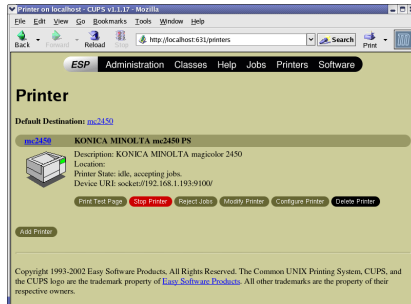 Printer on localhost - CUPS v1.1.17 - Mozilla
File Edit View Go Bookmarks Tools Window Help
Back Forward Reload Stop http://localhost:631/printers Search Print
ESP Administration Classes Help Jobs Printers Software
Printer
Default Destination: mc2450
mc2450 KONICA MINOLTA mc2450 PS
Description: KONICA MINOLTA magicolor 2450
Location:
Printer State: idle, accepting jobs.
Device URI: socket://192.168.1.193:9100/
Print Test Page Stop Printer Reject Jobs Modify Printer Configure Printer Delete Printer
Add Printer
Copyright 1993-2002 Easy Software Products, All Rights Reserved. The Common UNIX Printing System, CUPS, and
the CUPS logo are the trademark property of Easy Software Products. All other trademarks are the property of their
respective owners.